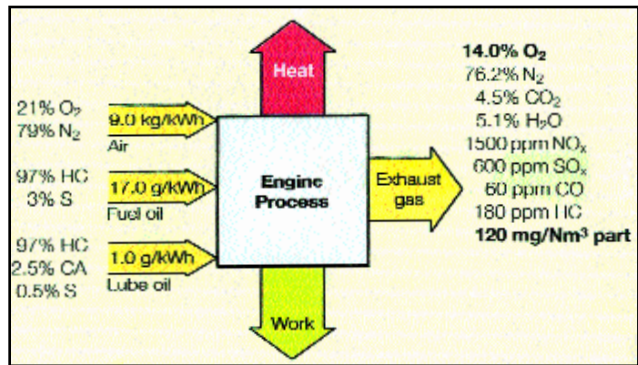 Heat
21% O₂
79% N₂
9.0 kg/kWh
Air
97% HC
3% S
17.0 g/kWh
Fuel oil
97% HC
2.5% CA
0.5% S
1.0 g/kWh
Lube oil
Engine
Process
Exhaust
gas
Work
14.0% O₂
76.2% N₂
4.5% CO₂
5.1% H₂O
1500 ppm NOₓ
600 ppm SOₓ
60 ppm CO
180 ppm HC
120 mg/Nm³ part